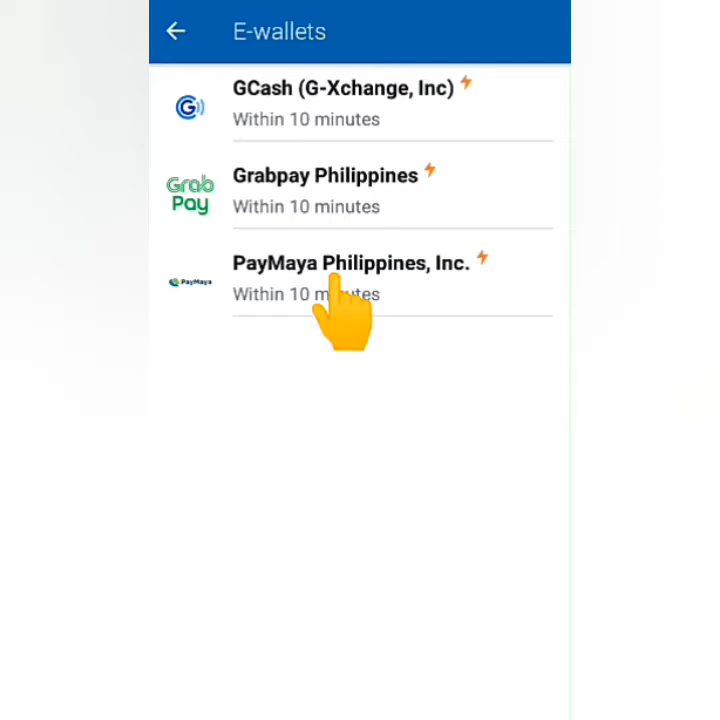 E-wallets
GCash (G-Xchange, Inc)
Within 10 minutes
Grab
Pay
Grabpay Philippines
Within 10 minutes
PayMaya
PayMaya Philippines, Inc.
Within 10 minutes